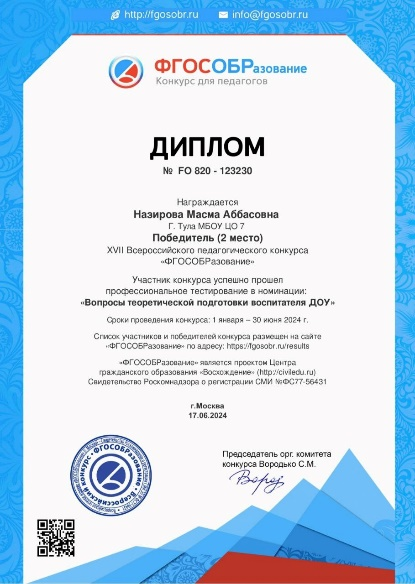 http://fgosobr.ru info@fgosobr.ru
ФГОСОБРазование
Конкурс для педагогов
ДИПЛОМ
№ FO 820 - 123230
Награждается
Назирова Масма Аббасовна
Г. Тула МБОУ ЦО 7
Победитель (2 место)
XVII Всероссийского педагогического конкурса
«ФГОСОБРазование»
Участник конкурса успешно прошел
профессиональное тестирование в номинации:
«Вопросы теоретической подготовки воспитателя ДОУ»
Сроки проведения конкурса: 1 января – 30 июня 2024 г.
Список участников и победителей конкурса размещен на сайте
«ФГОСОБРазование» по адресу: https://fgosobr.ru/results
«ФГОСОБРазование» является проектом Центра
гражданского образования «Восхождение» (http://civiledu.ru)
Свидетельство Роскомнадзора о регистрации СМИ №ФС77-56431
г.Москва
17.06.2024
Председатель орг. комитета
конкурса Вородько С.М.
Всероссийский конкурс • ФГОСОБРазование •